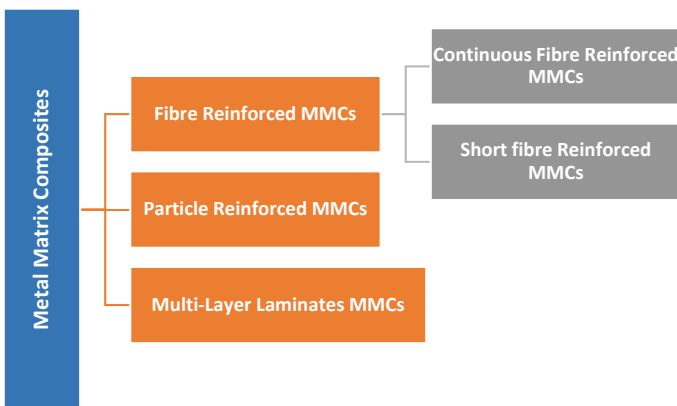 Metal Matrix Composites
Fibre Reinforced MMCs
Continuous Fibre Reinforced
MMCs
Short fibre Reinforced
MMCs
Particle Reinforced MMCs
Multi-Layer Laminates MMCs